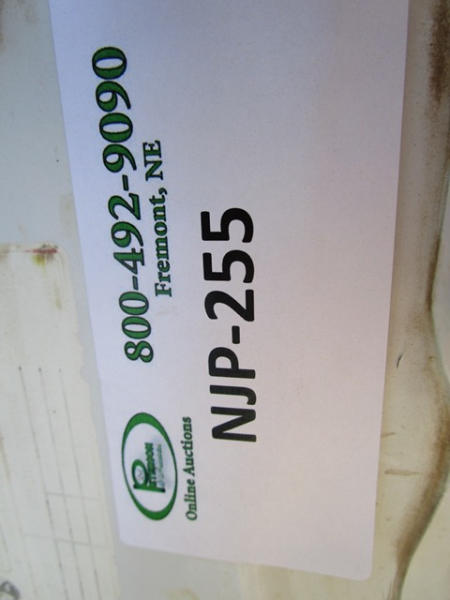 800-492-9090
Fremont, NE
Online Auctions
NJP-255